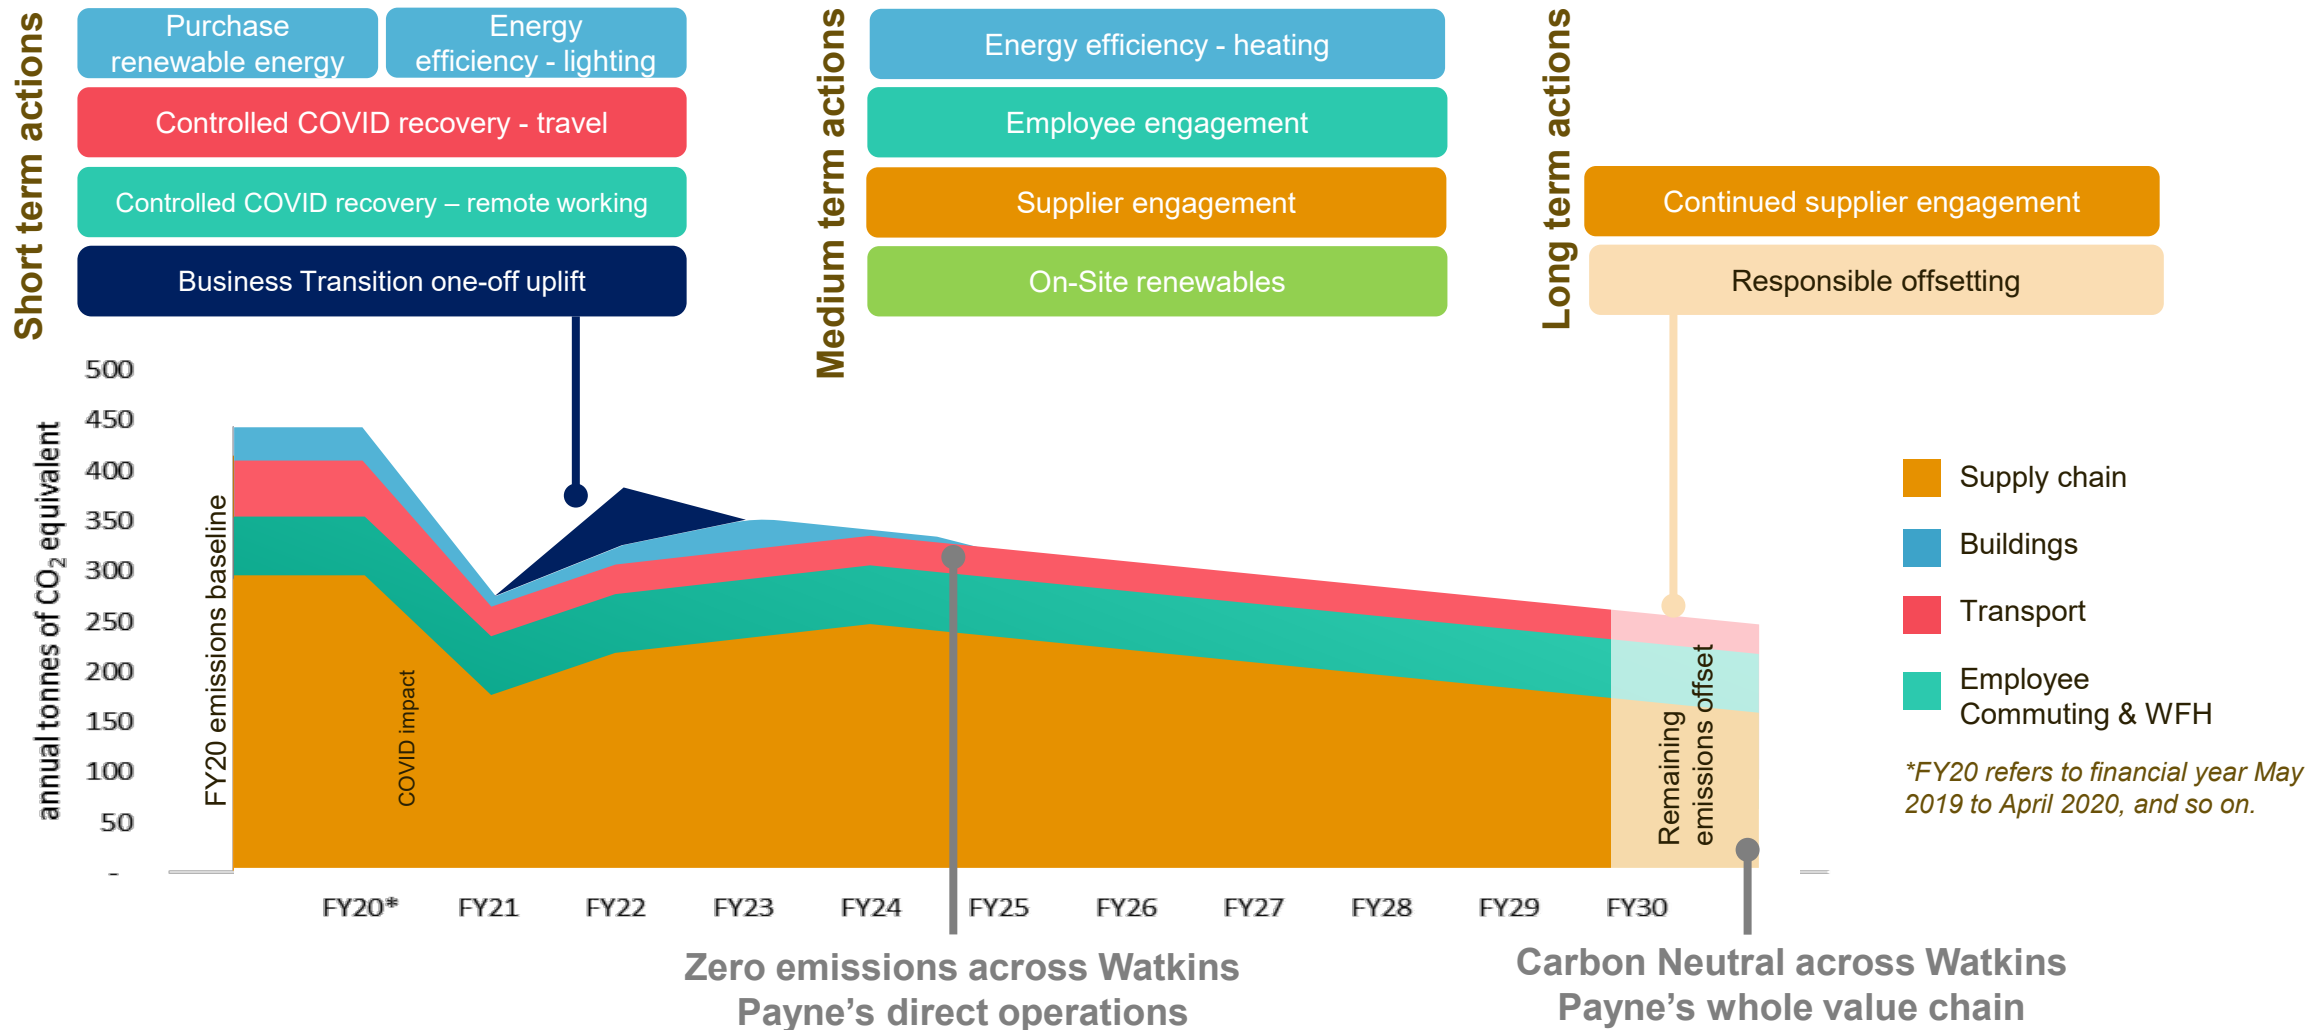 Short term actions
Purchase
renewable energy
Energy
efficiency - lighting
Controlled COVID recovery - travel
Controlled COVID recovery – remote working
Business Transition one-off uplift
Medium term actions
Energy efficiency - heating
Employee engagement
Supplier engagement
On-Site renewables
Long term actions
Continued supplier engagement
Responsible offsetting
annual tonnes of CO2 equivalent
500
450
400
350
300
250
200
150
100
50
-
FY20 emissions baseline
COVID impact
Remaining
emissions offset
FY20*
FY21
FY22
FY23
FY24
FY25
FY26
FY27
FY28
FY29
FY30
Zero emissions across Watkins
Payne’s direct operations
Carbon Neutral across Watkins
Payne’s whole value chain
Supply chain
Buildings
Transport
Employee
Commuting & WFH
*FY20 refers to financial year May
2019 to April 2020, and so on.